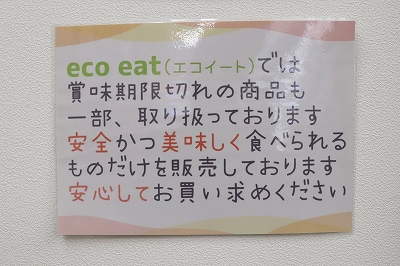 eco eat(エコイート)では
賞味期限切れの商品も
一部、取り扱っております
安全かつ美味しく食べられる
ものだけを販売しております
安心してお買い求めください